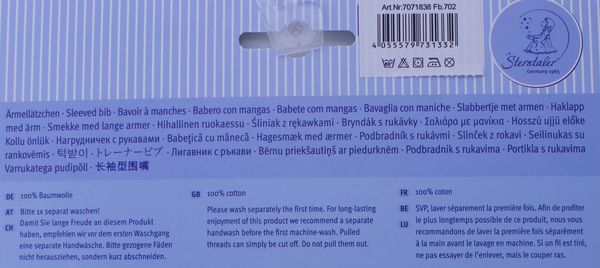 Art.Nr:7071838 Fb.702
4 055579 731332
Sterntaler
Germany 1965
Ärmellätzchen · Sleeved bib · Bavoir à manches · Babero con mangas · Babete com mangas · Bavaglia con maniche · Slabbertje met armen · Haklapp
med ärm · Smekke med lange armer · Hihallinen ruokaessu · Śliniak z rękawkami · Bryndák s rukávky · Σαλιάρα με μανίκια · Hosszú ujjú előke
Kollu önlük · Нагрудничек с рукавами · Babețică cu mânecă · Hagesmæk med ærmer · Podbradník s rukávmi · Slinček z rokavi · Seilinukas su
rankovėmis · 턱받이 · トレーナービブ · Лигавник с ръкави · Bērnu priekšautiņš ar piedurknēm · Podbradnik s rukavima · Portikla s rukavima
Varrukatega pudipõll · 长袖型围嘴
DE 100% Baumwolle
AT Bitte 1x separat waschen!
CH Damit Sie lange Freude an diesem Produkt
haben, empfehlen wir vor dem ersten Waschgang
eine separate Handwäsche. Bitte gezogene Fäden
nicht herausziehen, sondern kurz abschneiden.
GB 100% cotton
Please wash separately the first time. For long-lasting
enjoyment of this product we recommend a separate
handwash before the first machine-wash. Pulled
threads can simply be cut off. Do not pull them out.
FR 100% coton
BE SVP, laver séparement la première fois. Afin de profiter
LU le plus longtemps possible de ce produit, nous vous
recommandons de laver séparément à la main avant
la première lavage en machine. Si un fil est tiré,
ne pas essayer de l'enlever, mais le couper ras.